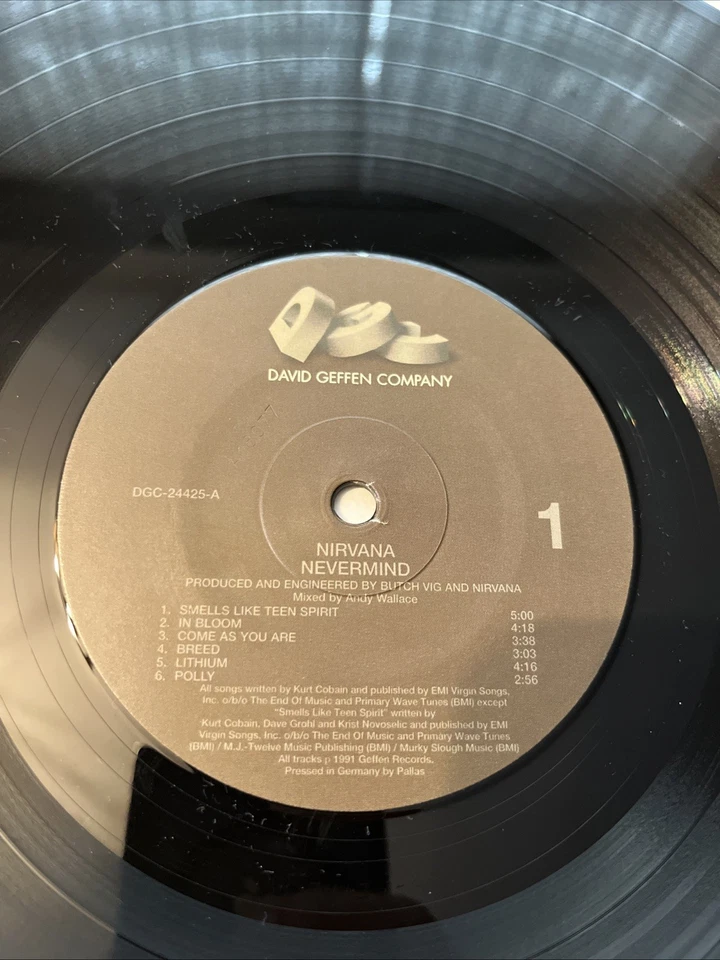 DGC
DAVID GEFFEN COMPANY
DGC-24425-A
1
NIRVANA
NEVERMIND
PRODUCED AND ENGINEERED BY BUTCH VIG AND NIRVANA
Mixed by Andy Wallace
1. SMELLS LIKE TEEN SPIRIT 5:00
2. IN BLOOM 4:18
3. COME AS YOU ARE 3:38
4. BREED 3:03
5. LITHIUM 4:16
6. POLLY 2:56
All songs written by Kurt Cobain and published by EMI Virgin Songs,
Inc. o/b/o The End Of Music and Primary Wave Tunes (BMI) except
"Smells Like Teen Spirit" written by
Kurt Cobain, Dave Grohl and Krist Novoselic and published by EMI
Virgin Songs, Inc. o/b/o The End Of Music and Primary Wave Tunes
(BMI) / M.J.-Twelve Music Publishing (BMI) / Murky Slough Music (BMI)
All tracks p 1991 Geffen Records.
Pressed in Germany by Pallas